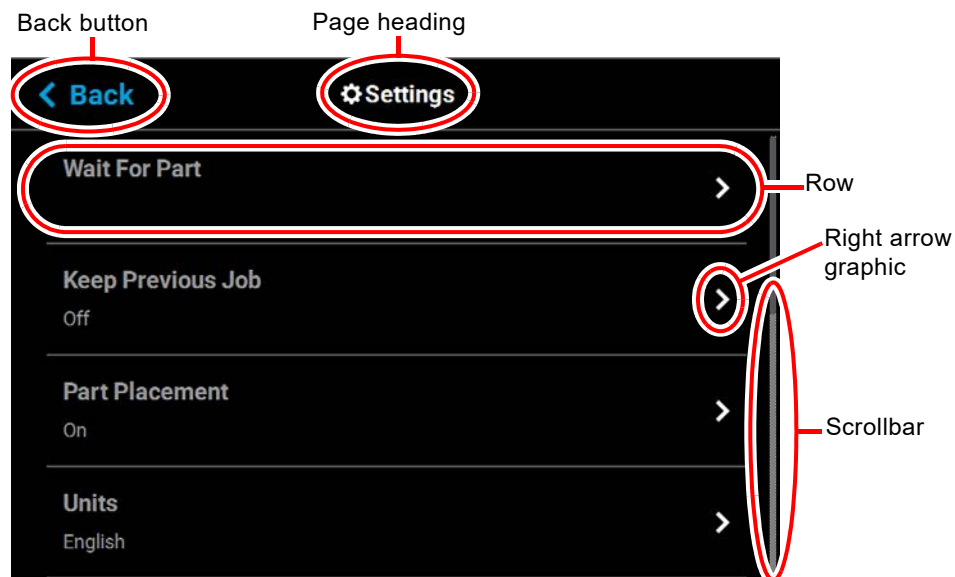 Back button
Page heading
Back
Settings
Wait For Part
Row
Right arrow
graphic
Keep Previous Job
Off
Part Placement
On
Scrollbar
Units
English